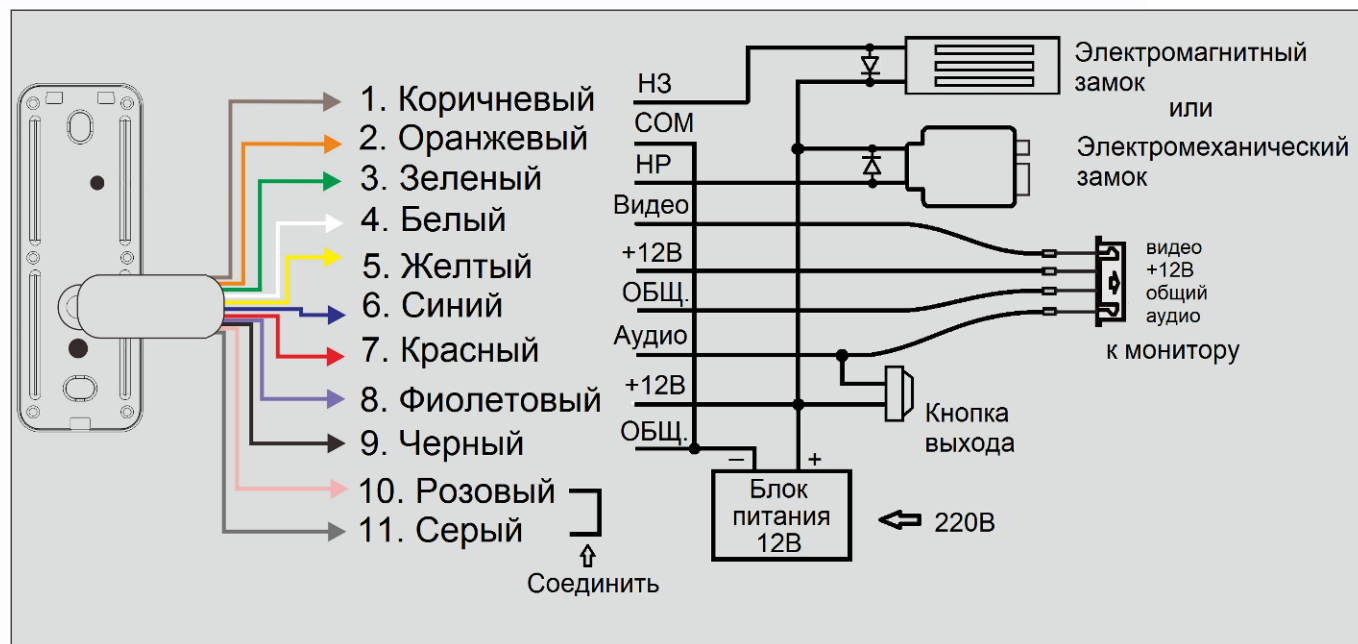 1. Коричневый
2. Оранжевый
3. Зеленый
4. Белый
5. Желтый
6. Синий
7. Красный
8. Фиолетовый
9. Черный
10. Розовый
11. Серый
Соединить
НЗ
COM
НР
Видео
+12В
ОБЩ.
Аудио
+12В
ОБЩ.
– +
Блок
питания
12В
220В
Электромагнитный
замок
или
Электромеханический
замок
видео
+12В
общий
аудио
к монитору
Кнопка
выхода